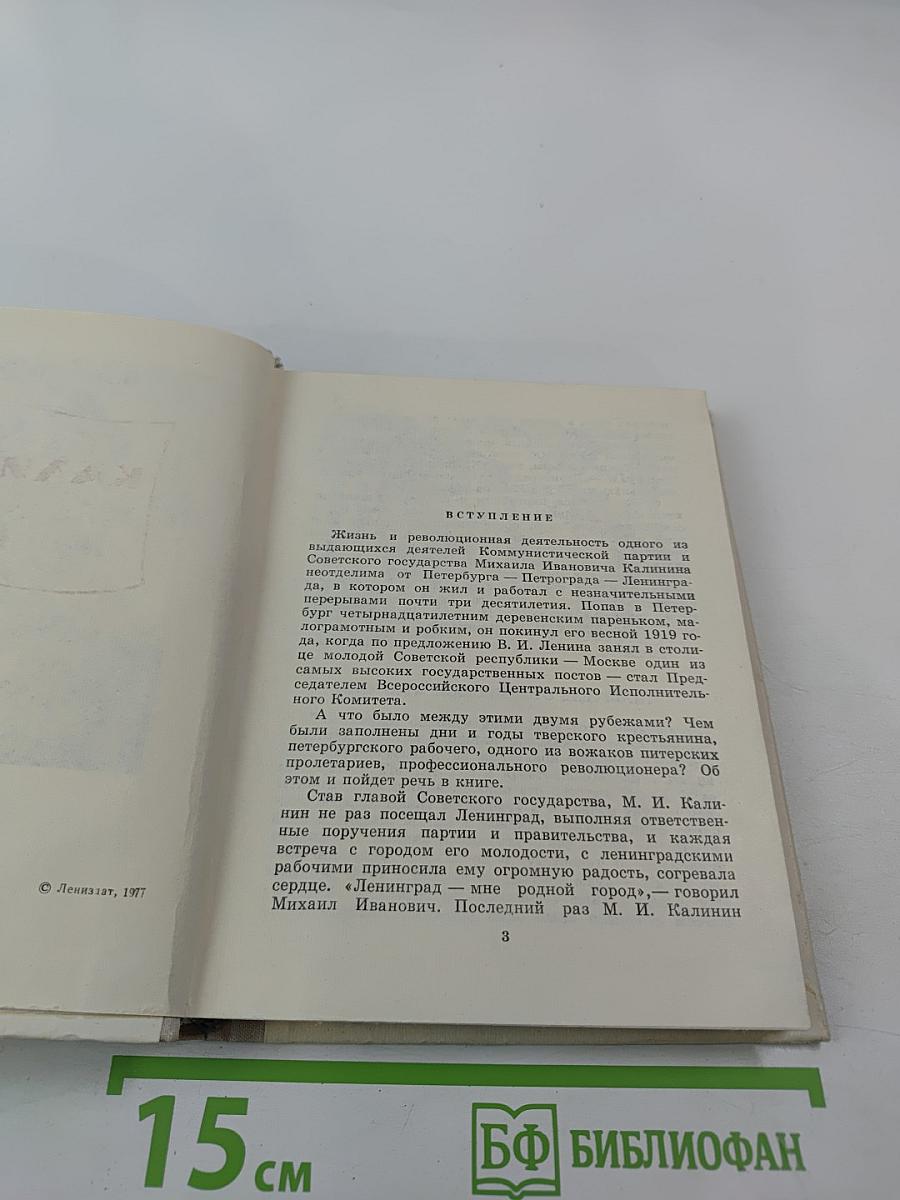 © Лениздат, 1977
ВСТУПЛЕНИЕ
Жизнь и революционная деятельность одного из
выдающихся деятелей Коммунистической партии и
Советского государства Михаила Ивановича Калинина
неотделима от Петербурга — Петрограда — Ленингра-
да, в котором он жил и работал с незначительными
перерывами почти три десятилетия. Попав в Петер-
бург четырнадцатилетним деревенским пареньком, ма-
лограмотным и робким, он покинул его весной 1919 го-
да, когда по предложению В. И. Ленина занял в столи-
це молодой Советской республики — Москве один из
самых высоких государственных постов — стал Пред-
седателем Всероссийского Центрального Исполнитель-
ного Комитета.
А что было между этими двумя рубежами? Чем
были заполнены дни и годы тверского крестьянина,
петербургского рабочего, одного из вожаков питерских
пролетариев, профессионального революционера? Об
этом и пойдет речь в книге.
Став главой Советского государства, М. И. Кали-
нин не раз посещал Ленинград, выполняя ответствен-
ные поручения партии и правительства, и каждая
встреча с городом его молодости, с ленинградскими
рабочими приносила ему огромную радость, согревала
сердце. «Ленинград — мне родной город»,— говорил
Михаил Иванович. Последний раз М. И. Калинин
3
15 см
БФ БИБЛИОФАН